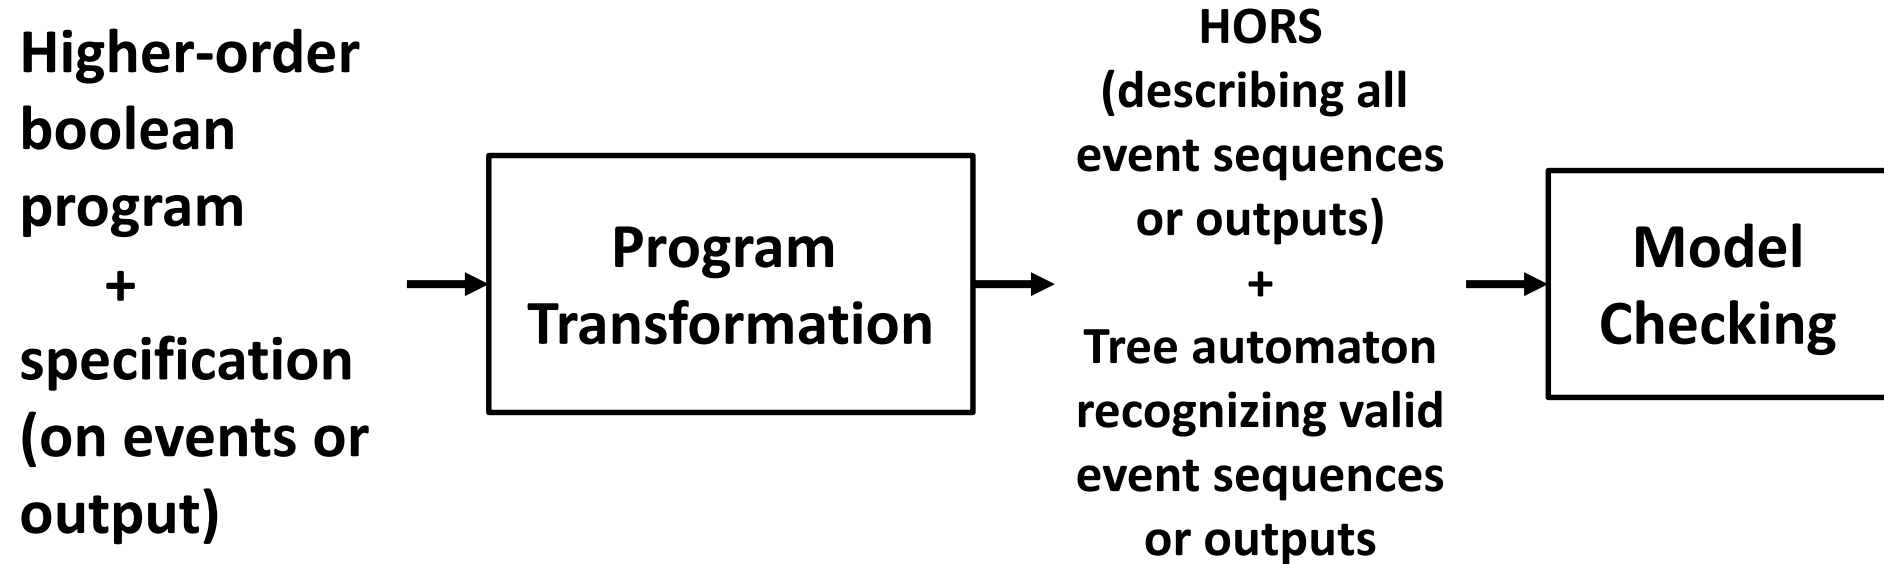 Higher-order
boolean
program
+
specification
(on events or
output)
Program
Transformation
HORS
(describing all
event sequences
or outputs)
+
Tree automaton
recognizing valid
event sequences
or outputs
Model
Checking